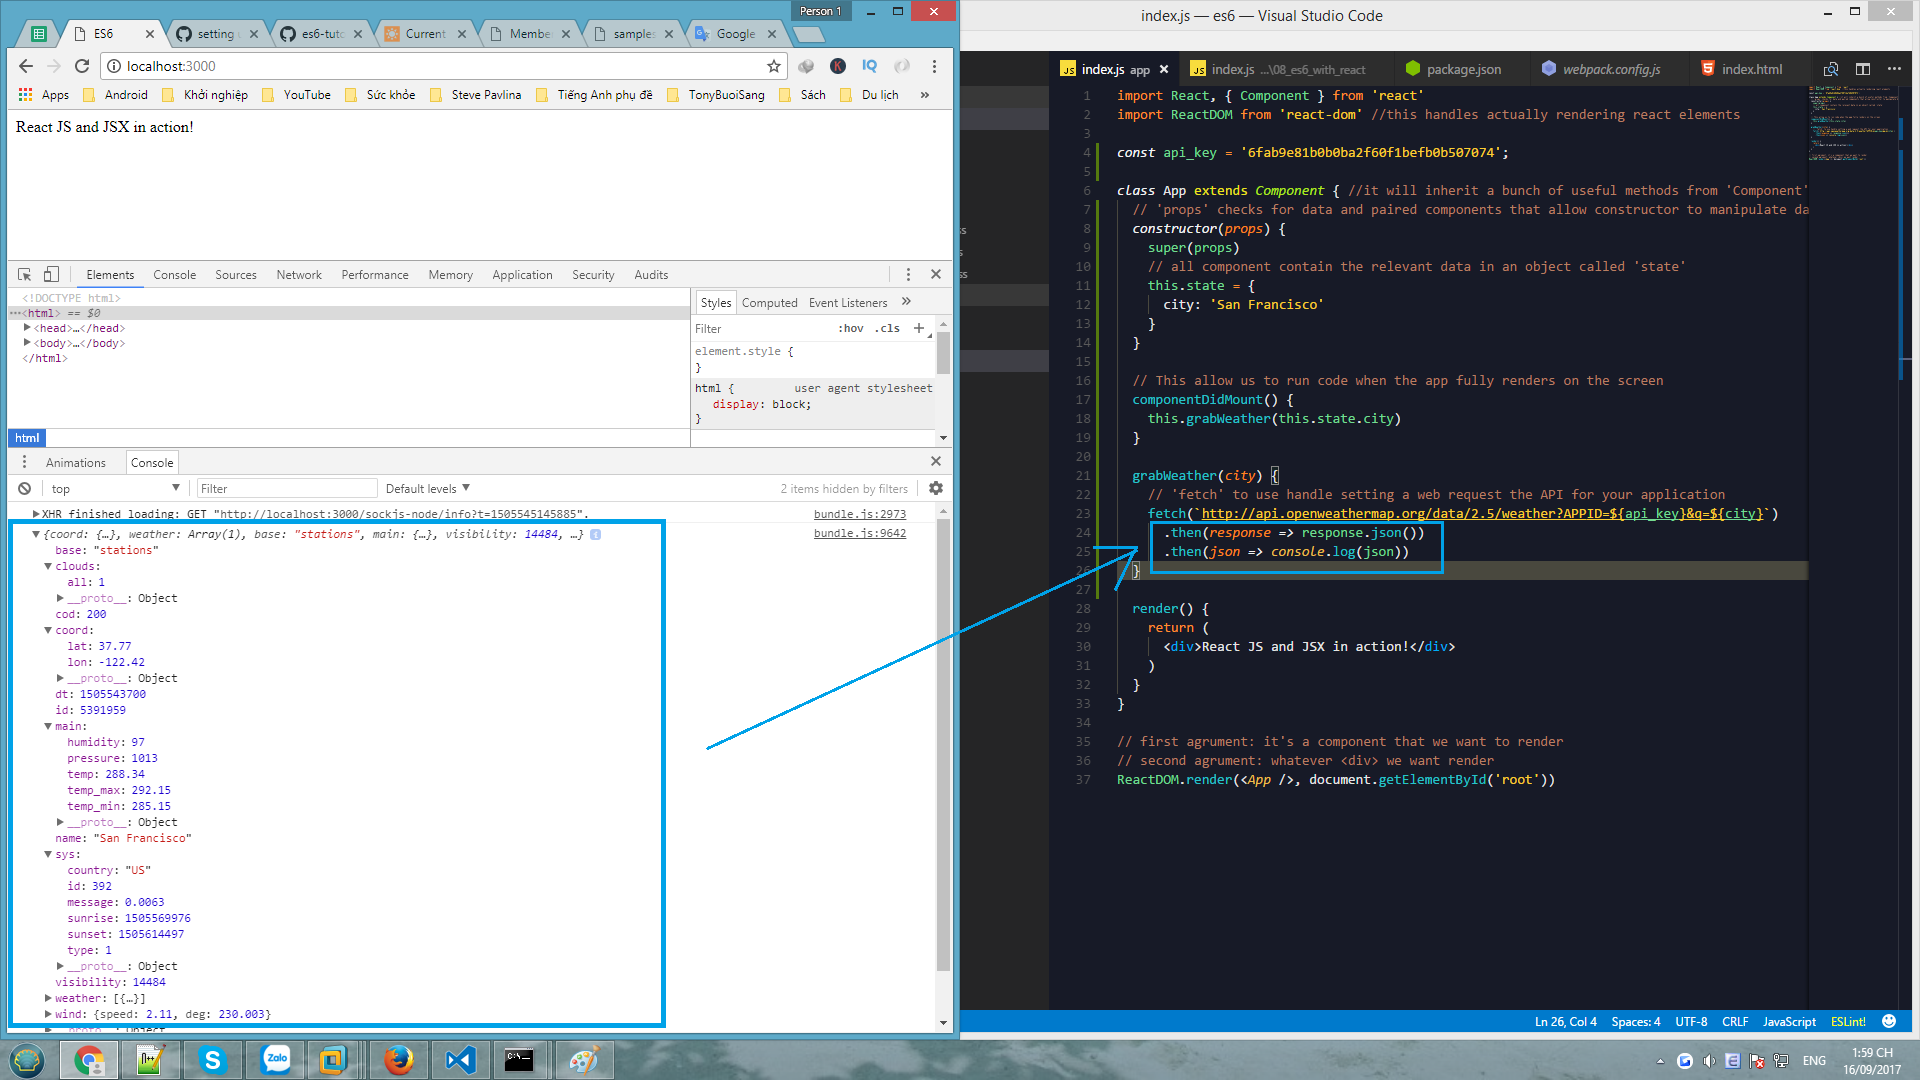 Person 1
ES6
setting u
es6-tuto
Current
Membe
samples
Google
localhost:3000
Apps
Android
Khởi nghiệp
YouTube
Sức khỏe
Steve Pavlina
Tiếng Anh phụ đề
TonyBuoiSang
Sách
Du lịch
»
React JS and JSX in action!
Elements Console Sources Network Performance Memory Application Security Audits
<!DOCTYPE html>
<html> == $0
<head>…</head>
<body>…</body>
</html>
html
Styles Computed Event Listeners »
Filter :hov .cls +
element.style {
}
html { user agent stylesheet
display: block;
}
Animations Console
top Filter Default levels 2 items hidden by filters
XHR finished loading: GET "http://localhost:3000/sockjs-node/info?t=1505545145885". bundle.js:2973
{coord: {…}, weather: Array(1), base: "stations", main: {…}, visibility: 14484, …} bundle.js:9642
base: "stations"
clouds:
all: 1
__proto__: Object
cod: 200
coord:
lat: 37.77
lon: -122.42
__proto__: Object
dt: 1505543700
id: 5391959
main:
humidity: 97
pressure: 1013
temp: 288.34
temp_max: 292.15
temp_min: 285.15
__proto__: Object
name: "San Francisco"
sys:
country: "US"
id: 392
message: 0.0063
sunrise: 1505569976
sunset: 1505614497
type: 1
__proto__: Object
visibility: 14484
weather: [{…}]
wind: {speed: 2.11, deg: 230.003}
__proto__: Object
index.js — es6 — Visual Studio Code
index.js app
index.js ...\08_es6_with_react
package.json
webpack.config.js
index.html
1 import React, { Component } from 'react'
2 import ReactDOM from 'react-dom' //this handles actually rendering react elements
3
4 const api_key = '6fab9e81b0b0ba2f60f1befb0b507074';
5
6 class App extends Component { //it will inherit a bunch of useful methods from 'Component'
7 // 'props' checks for data and paired components that allow constructor to manipulate da
8 constructor(props) {
9 super(props)
10 // all component contain the relevant data in an object called 'state'
11 this.state = {
12 city: 'San Francisco'
13 }
14 }
15
16 // This allow us to run code when the app fully renders on the screen
17 componentDidMount() {
18 this.grabWeather(this.state.city)
19 }
20
21 grabWeather(city) {
22 // 'fetch' to use handle setting a web request the API for your application
23 fetch(`http://api.openweathermap.org/data/2.5/weather?APPID=${api_key}&q=${city}`)
24 .then(response => response.json())
25 .then(json => console.log(json))
26 }
27
28 render() {
29 return (
30 <div>React JS and JSX in action!</div>
31 )
32 }
33 }
34
35 // first agrument: it's a component that we want to render
36 // second agrument: whatever <div> we want render
37 ReactDOM.render(<App />, document.getElementById('root'))
Ln 26, Col 4 Spaces: 4 UTF-8 CRLF JavaScript ESLint!
Zalo
ENG
1:59 CH
16/09/2017